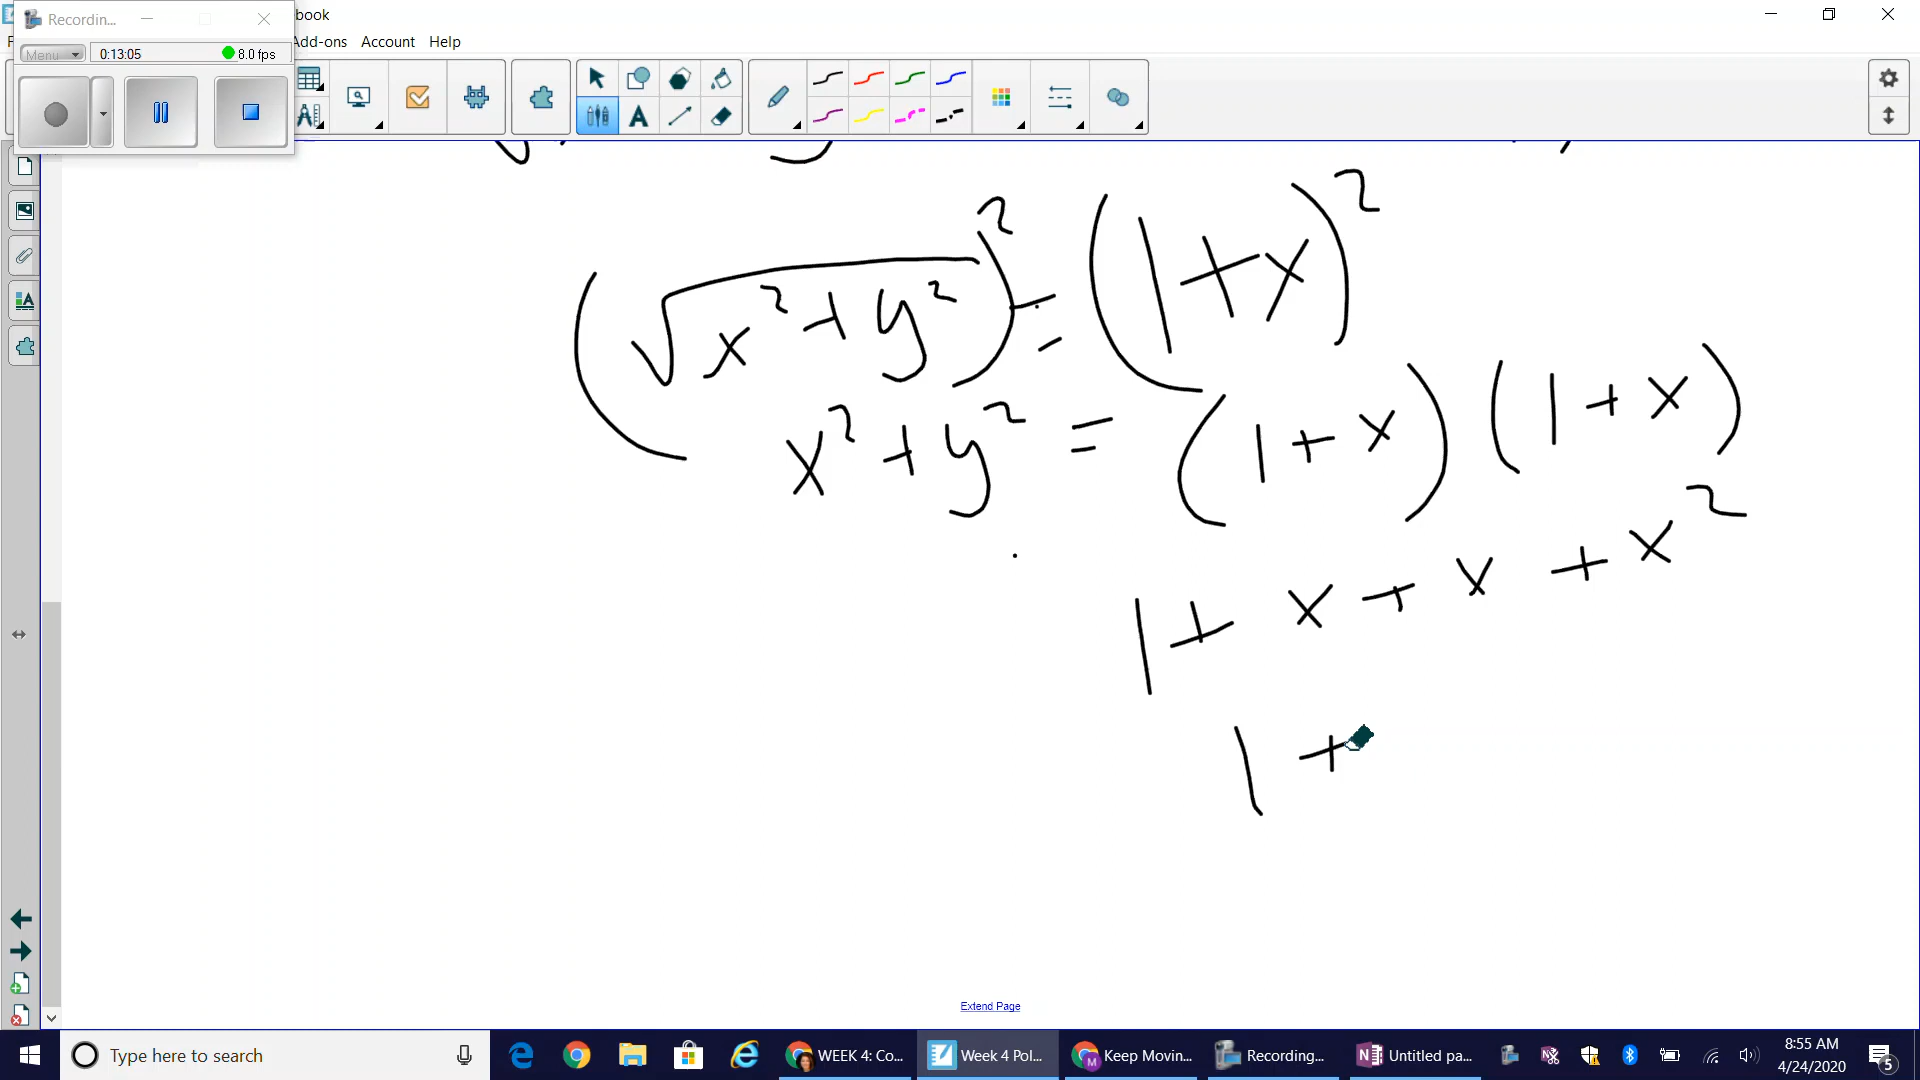 Recordin...
book
Menu
0:13:05
8.0 fps
Add-ons Account Help
(√x²+y²)² = (1+x)²
x² + y² = (1 + x) (1 + x)
1 + x + x + x²
1 +
Extend Page
Type here to search
WEEK 4: Co...
Week 4 Pol...
Keep Movin...
Recording...
Untitled pa...
8:55 AM
4/24/2020
5